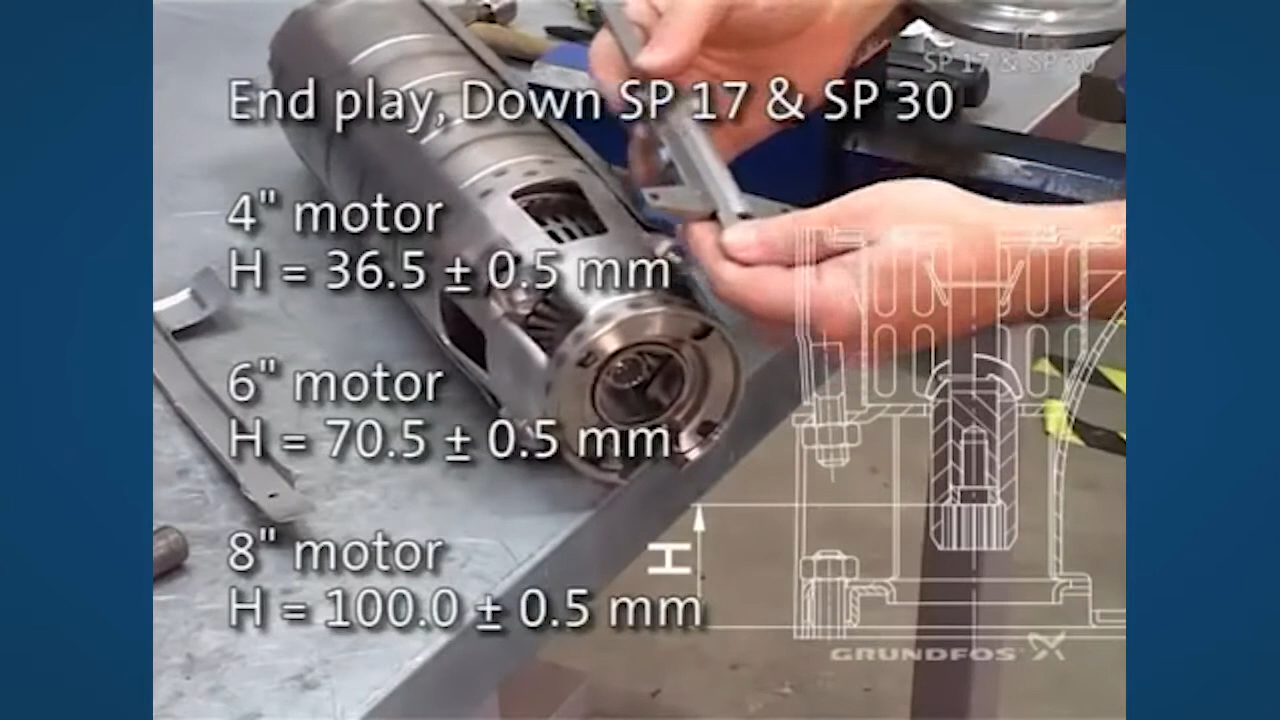 SP 17 & SP 30
End play, Down SP 17 & SP 30
4" motor
H = 36.5 ± 0.5 mm
6" motor
H = 70.5 ± 0.5 mm
8" motor
H = 100.0 ± 0.5 mm
H
GRUNDFOS